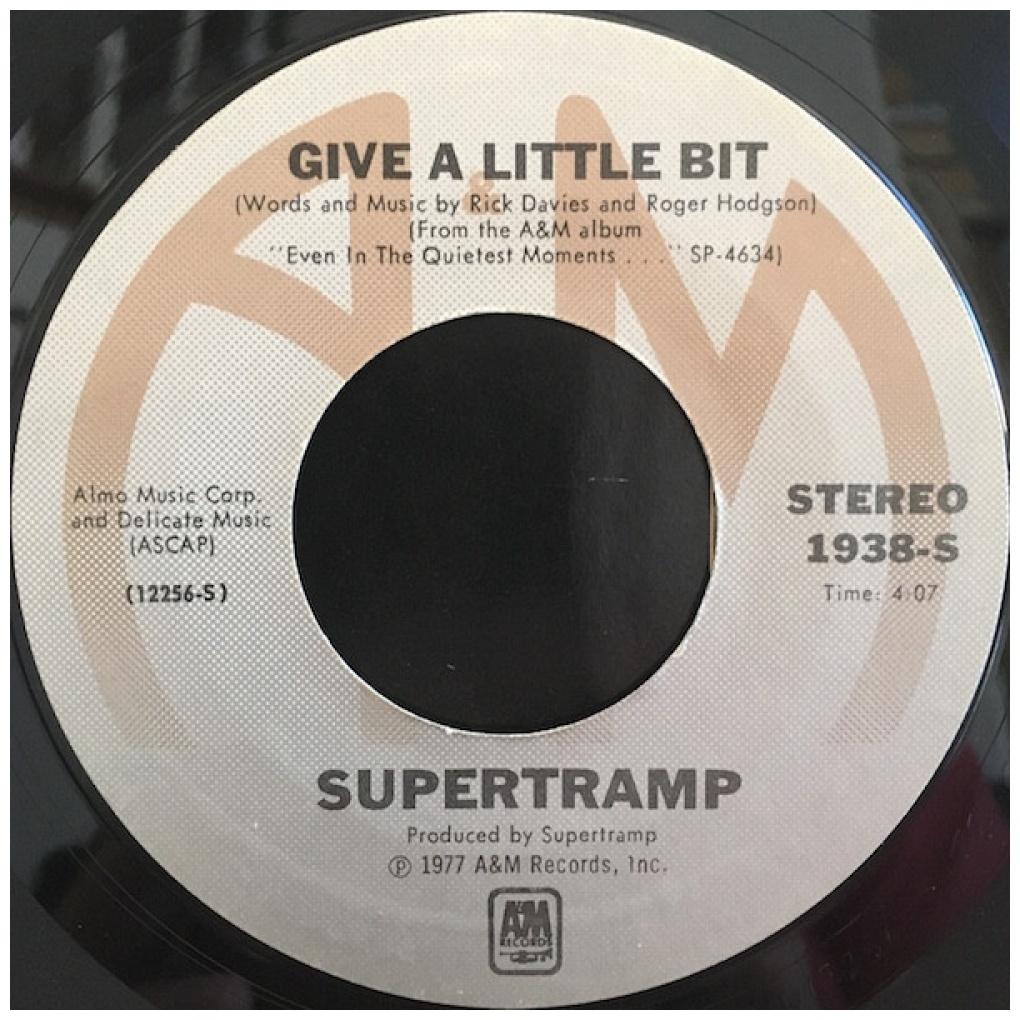 GIVE A LITTLE BIT
(Words and Music by Rick Davies and Roger Hodgson)
(From the A&M album
"Even In The Quietest Moments . . ." SP-4634)
Almo Music Corp.
and Delicate Music
(ASCAP)
(12256-S)
STEREO
1938-S
Time: 4:07
SUPERTRAMP
Produced by Supertramp
℗ 1977 A&M Records, Inc.
A&M
RECORDS